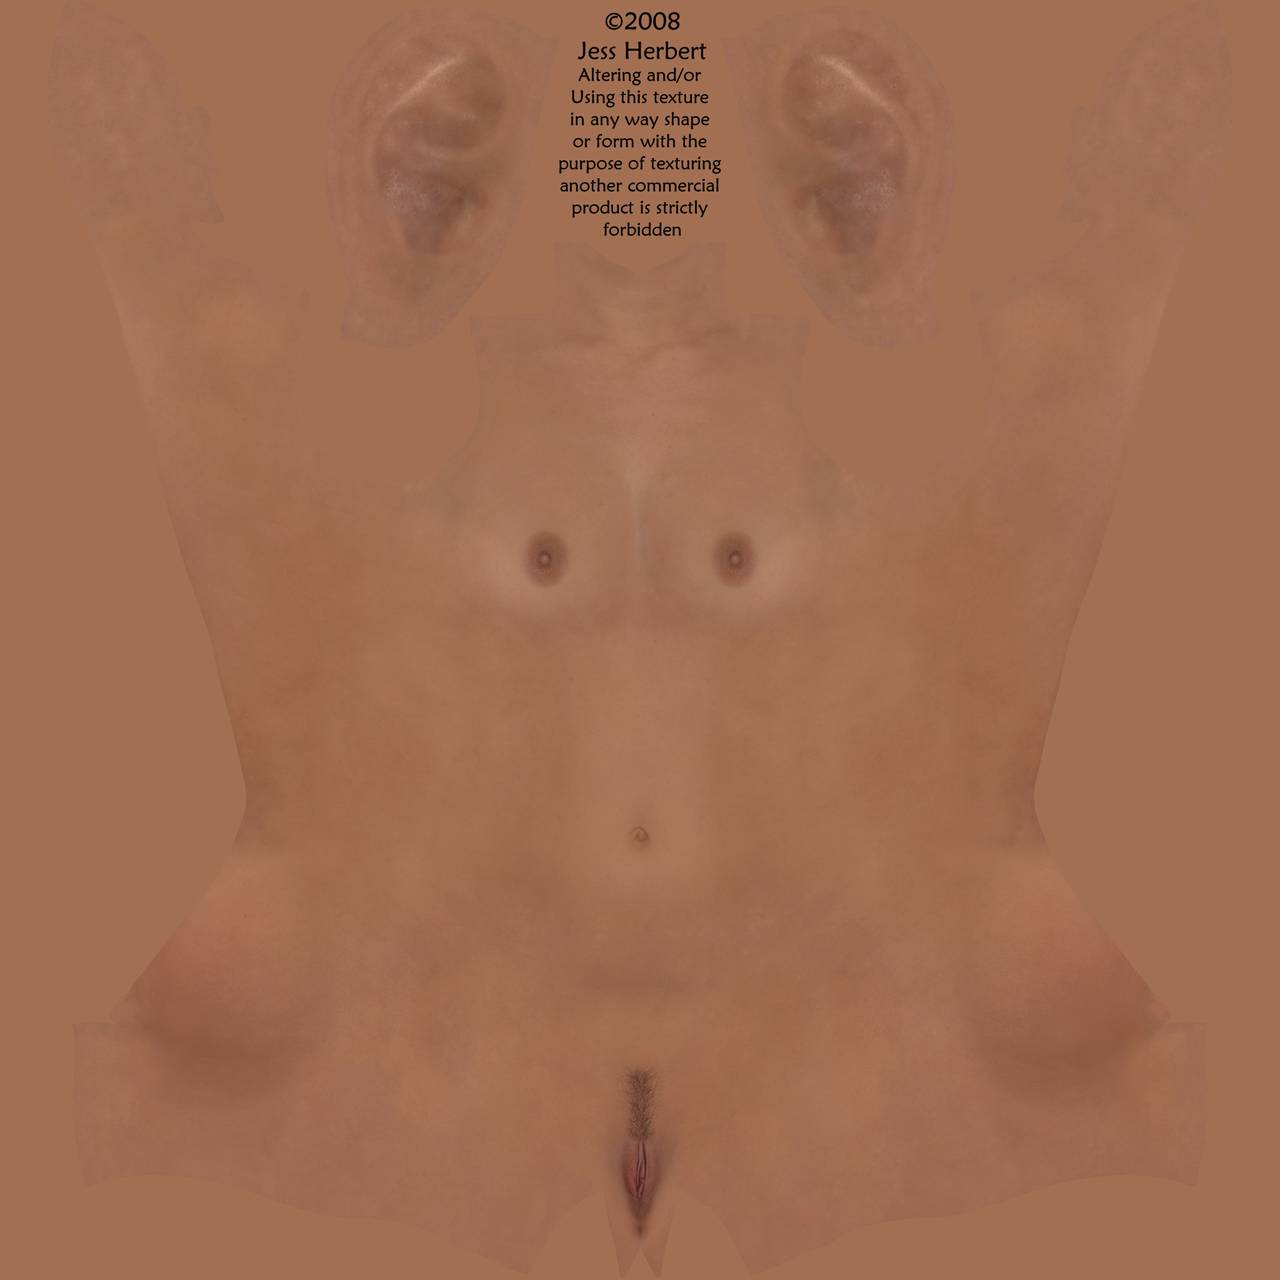 ©2008
Jess Herbert
Altering and/or
Using this texture
in any way shape
or form with the
purpose of texturing
another commercial
product is strictly
forbidden